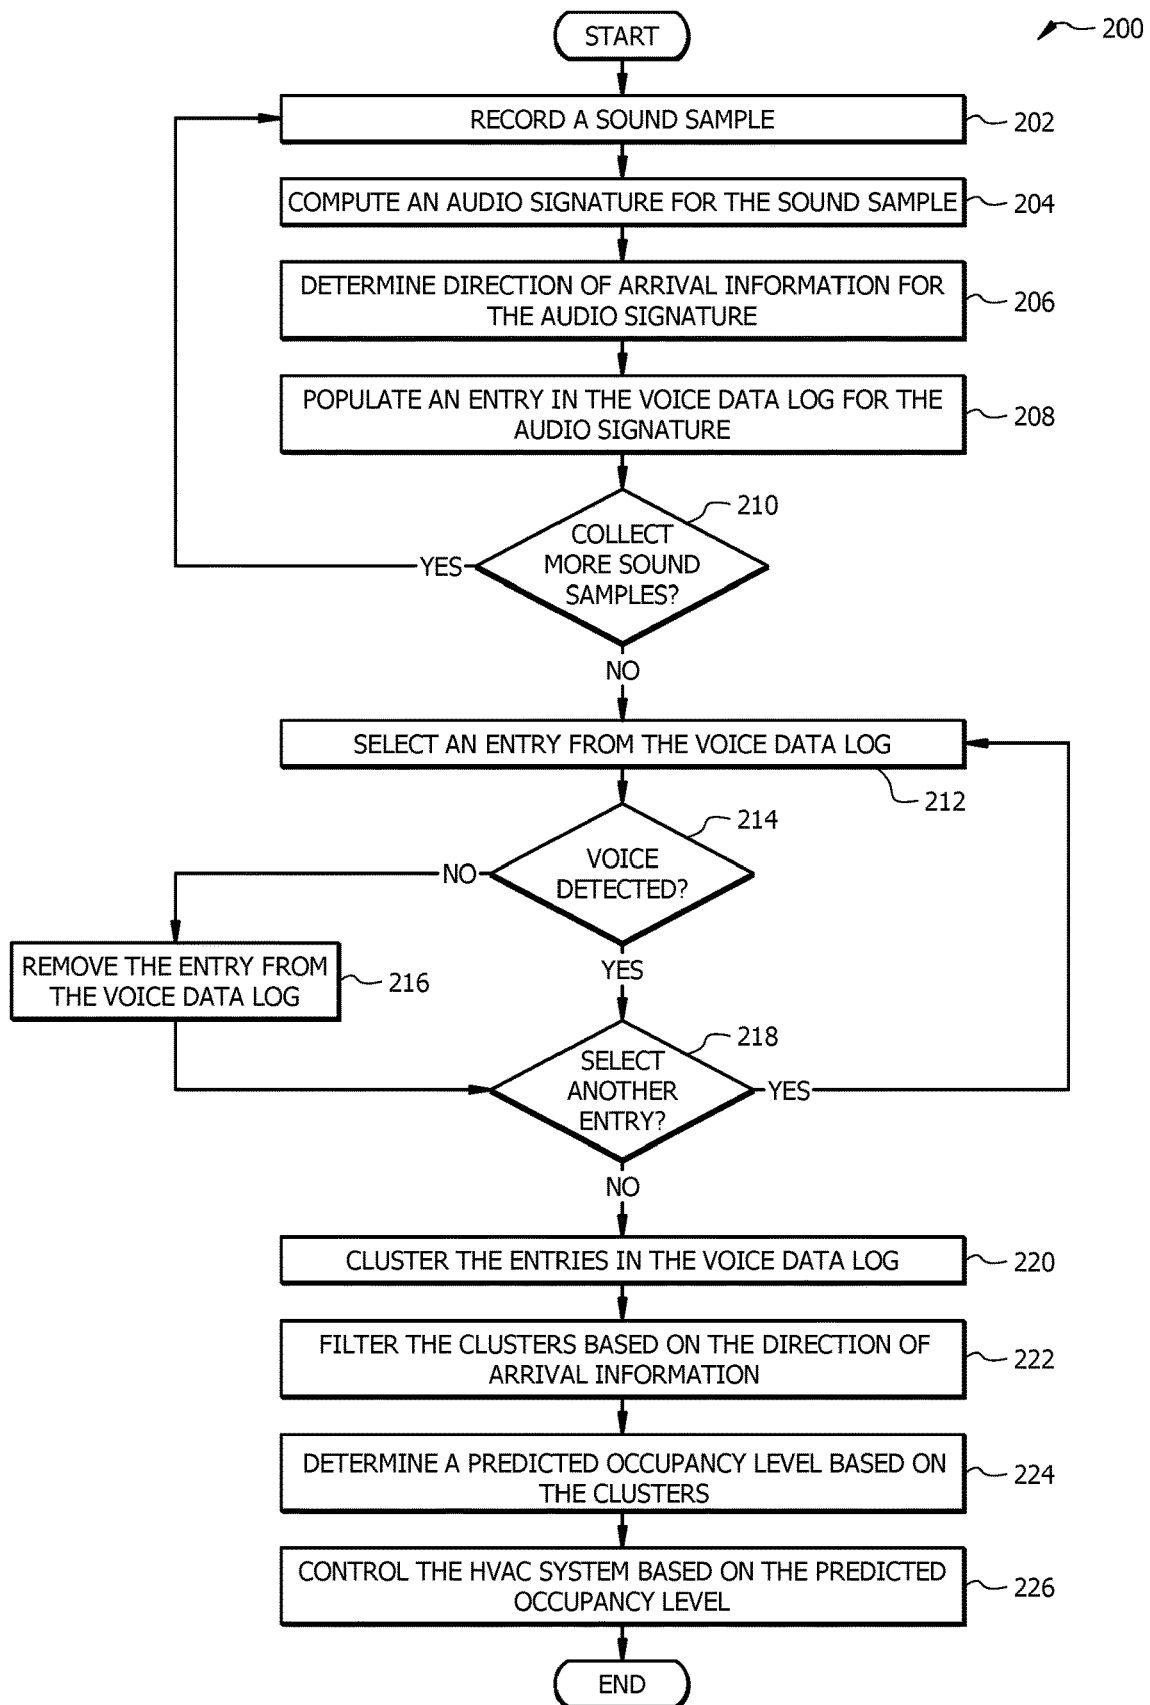 START
200
RECORD A SOUND SAMPLE
202
COMPUTE AN AUDIO SIGNATURE FOR THE SOUND SAMPLE
204
DETERMINE DIRECTION OF ARRIVAL INFORMATION FOR
THE AUDIO SIGNATURE
206
POPULATE AN ENTRY IN THE VOICE DATA LOG FOR THE
AUDIO SIGNATURE
208
210
COLLECT
MORE SOUND
SAMPLES?
YES
NO
SELECT AN ENTRY FROM THE VOICE DATA LOG
212
214
VOICE
DETECTED?
NO
YES
REMOVE THE ENTRY FROM
THE VOICE DATA LOG
216
218
SELECT
ANOTHER
ENTRY?
YES
NO
CLUSTER THE ENTRIES IN THE VOICE DATA LOG
220
FILTER THE CLUSTERS BASED ON THE DIRECTION OF
ARRIVAL INFORMATION
222
DETERMINE A PREDICTED OCCUPANCY LEVEL BASED ON
THE CLUSTERS
224
CONTROL THE HVAC SYSTEM BASED ON THE PREDICTED
OCCUPANCY LEVEL
226
END